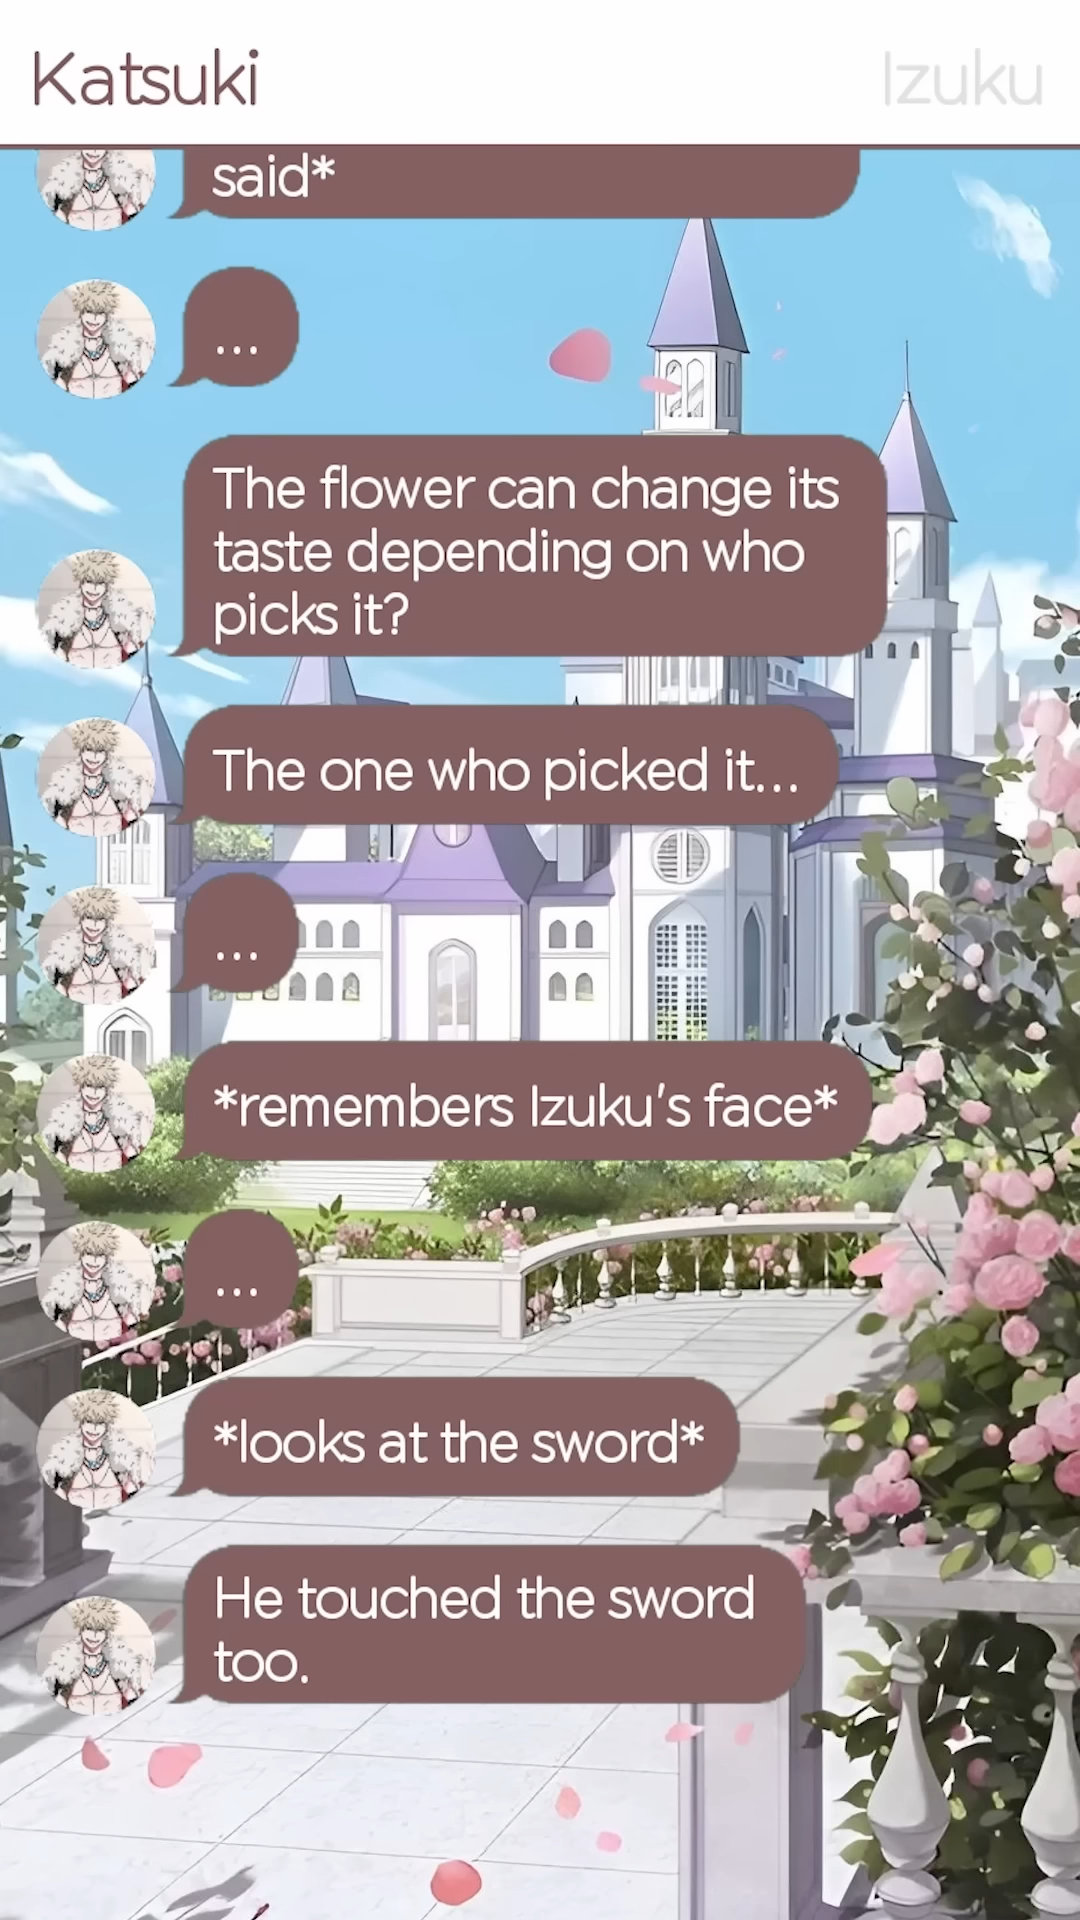 Katsuki
Izuku
said*
...
The flower can change its
taste depending on who
picks it?
The one who picked it...
...
*remembers Izuku's face*
...
*looks at the sword*
He touched the sword
too.